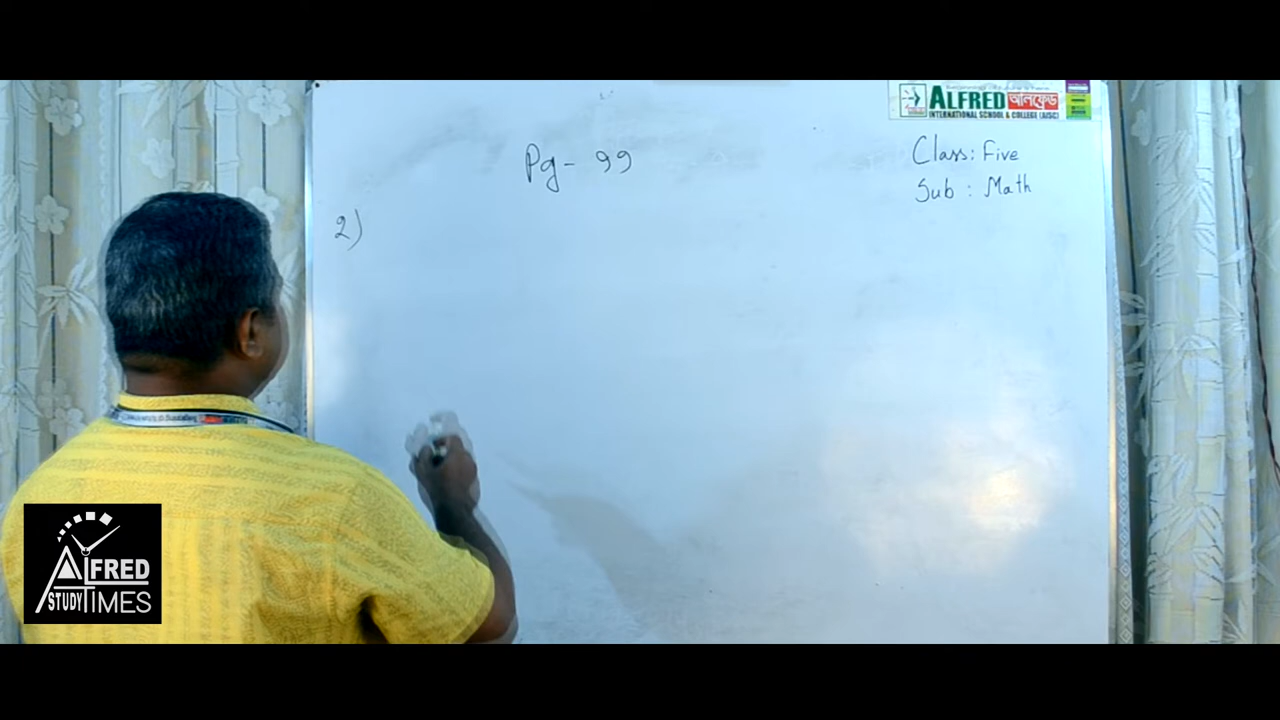 ALFRED আলফ্রেড
INTERNATIONAL SCHOOL & COLLEGE (AISC)
Class: Five
Sub : Math
Pg- 99
2)
ALFRED
STUDY TIMES